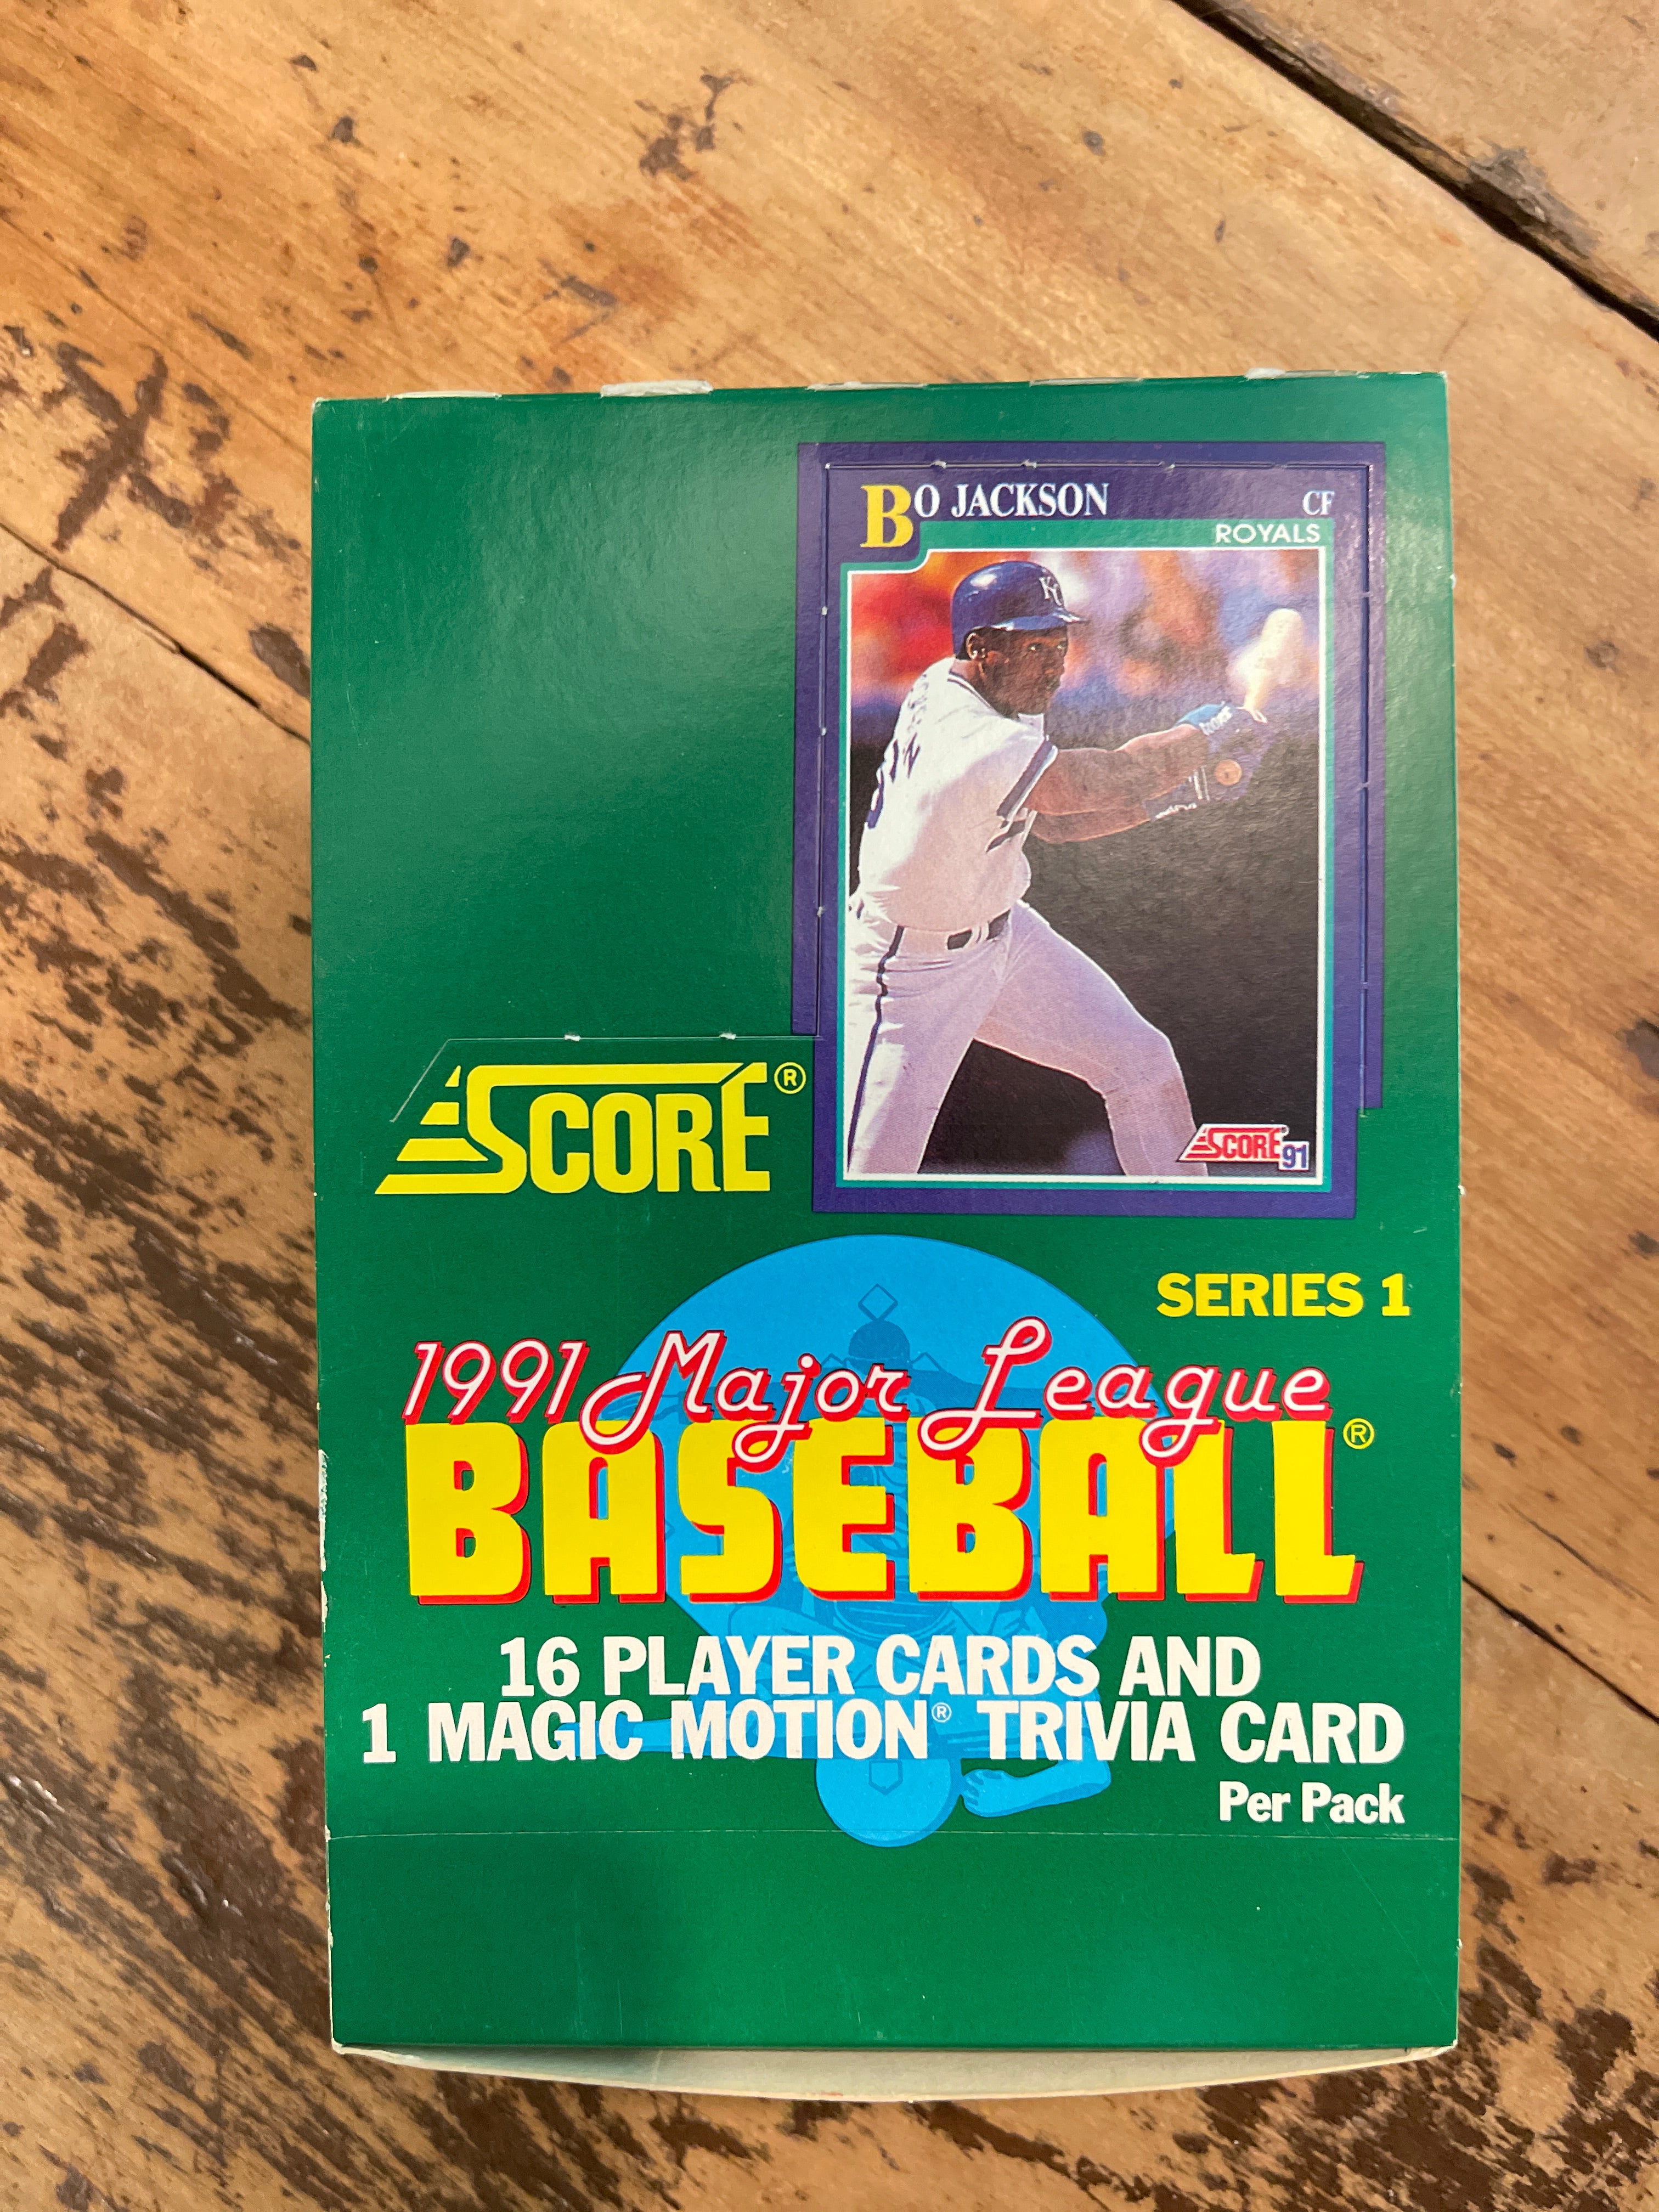 BO JACKSON CF
ROYALS
KC
SCORE® 91
SCORE®
SERIES 1
1991 Major League
BASEBALL®
16 PLAYER CARDS AND
1 MAGIC MOTION® TRIVIA CARD
Per Pack